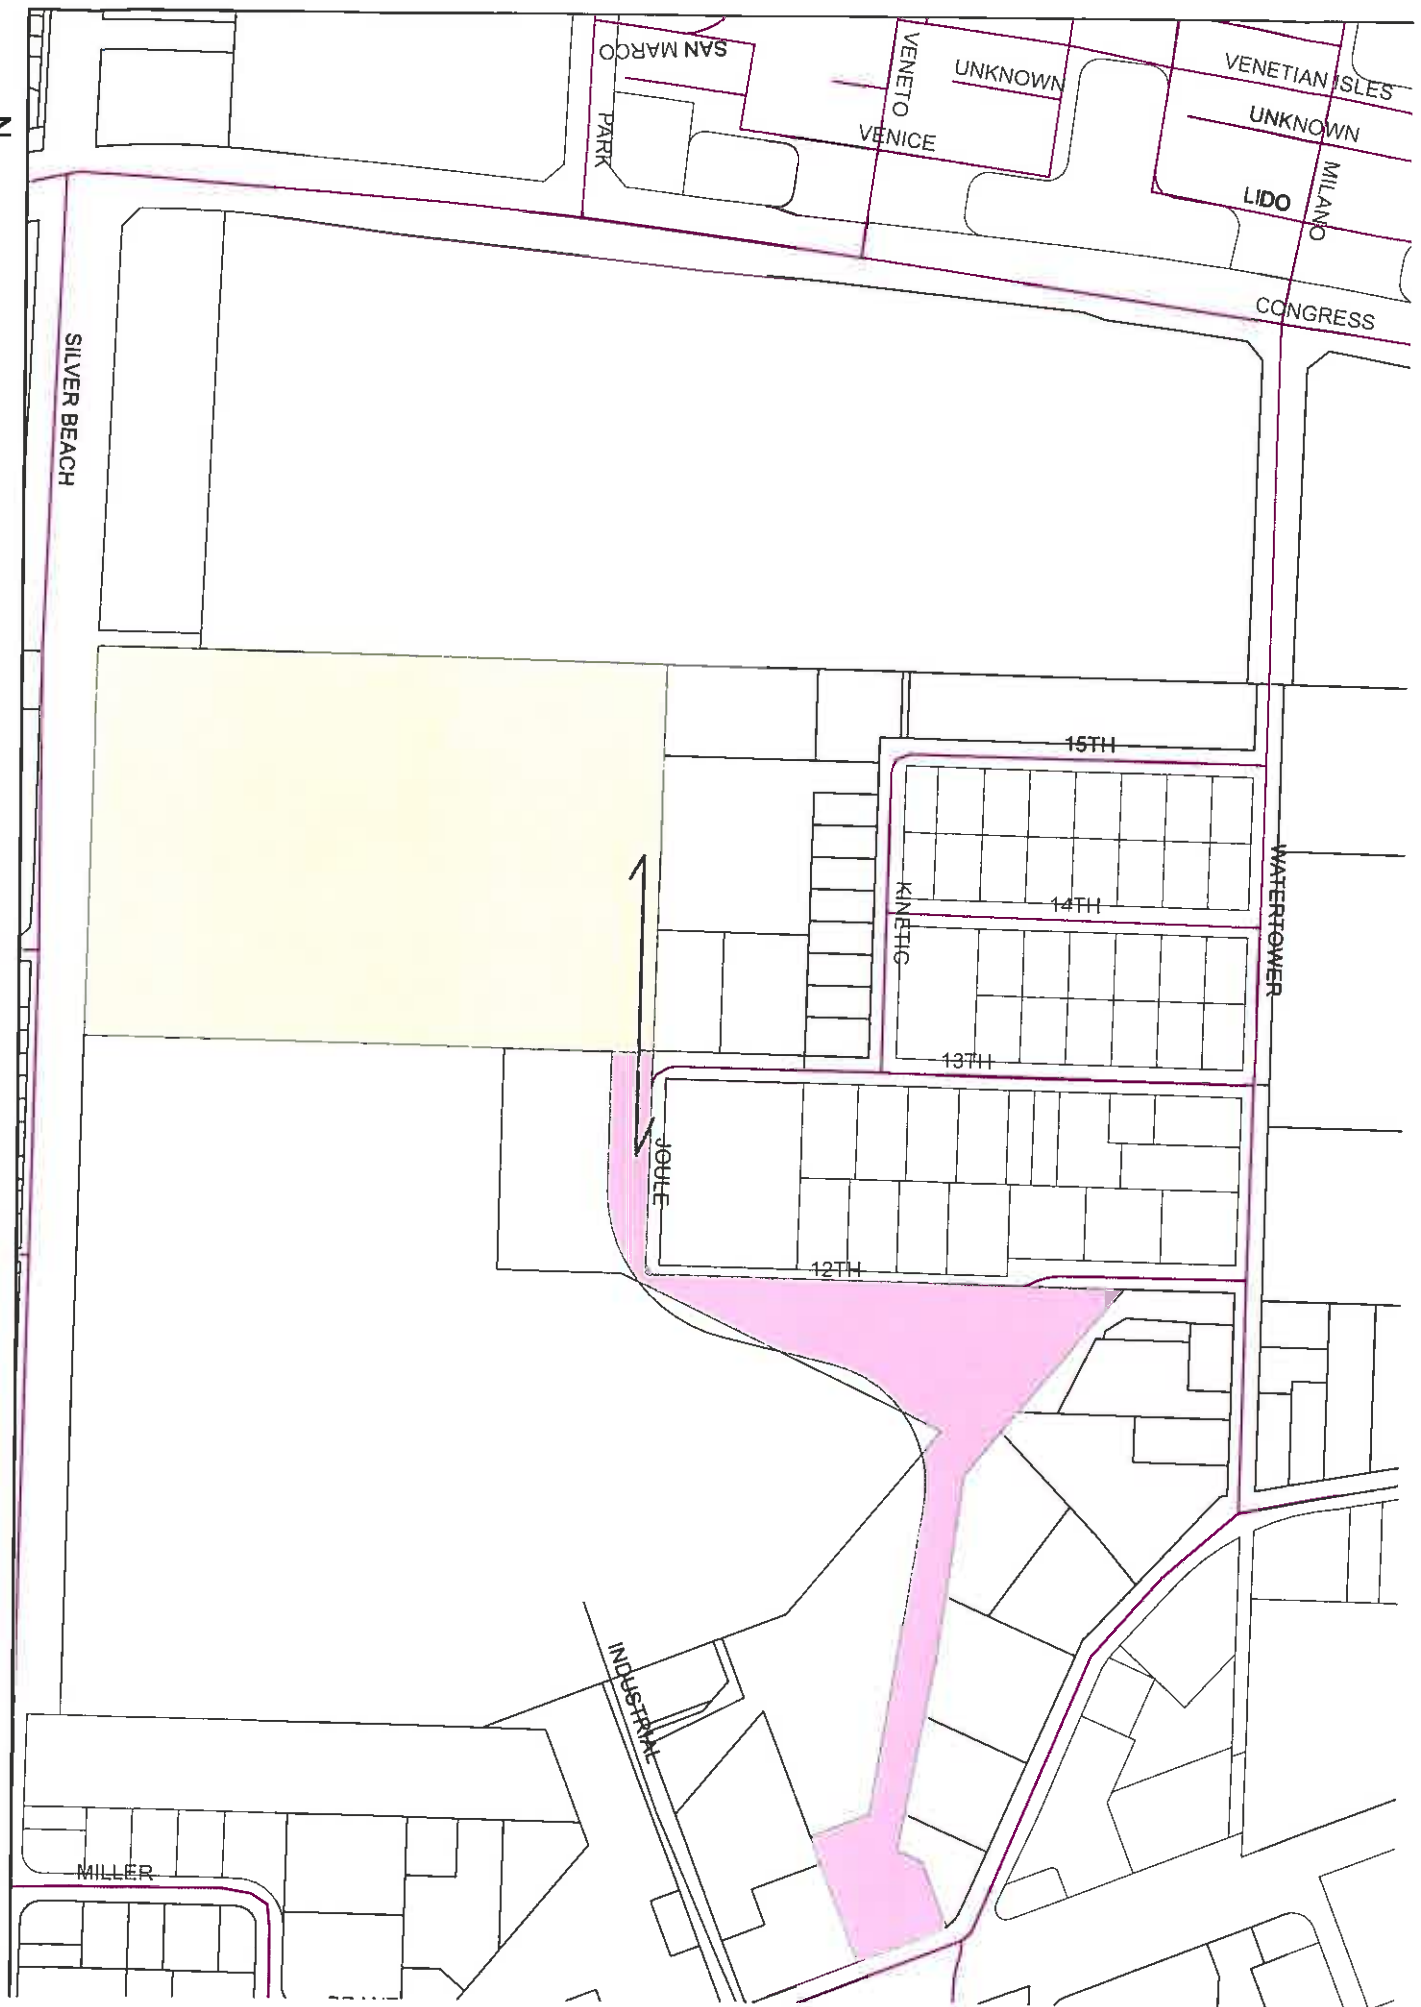 SAN MARCO
VENETO
UNKNOWN
VENETIAN ISLES
UNKNOWN
N
PARK
VENICE
MILANO
LIDO
CONGRESS
SILVER BEACH
15TH
WATERTOWER
KINETIC
14TH
13TH
JOULE
12TH
INDUSTRIAL
MILLER